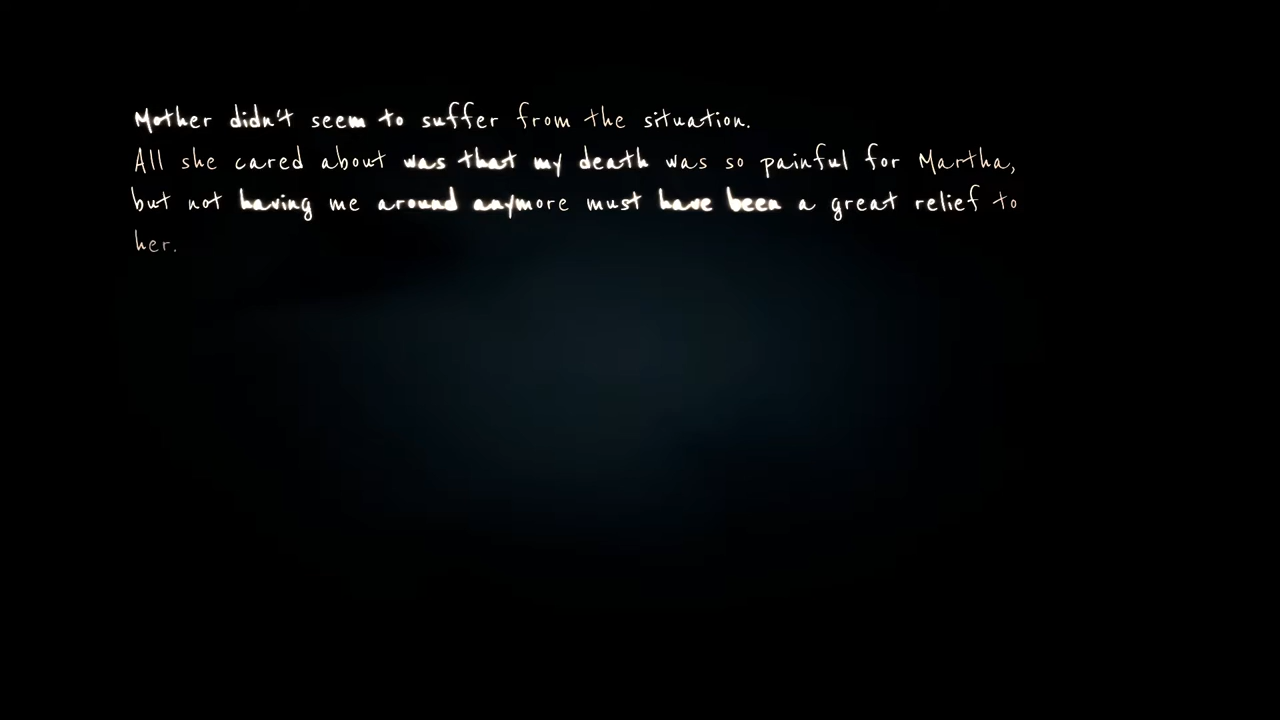 Mother didn't seem to suffer from the situation.
All she cared about was that my death was so painful for Martha,
but not having me around anymore must have been a great relief to
her.